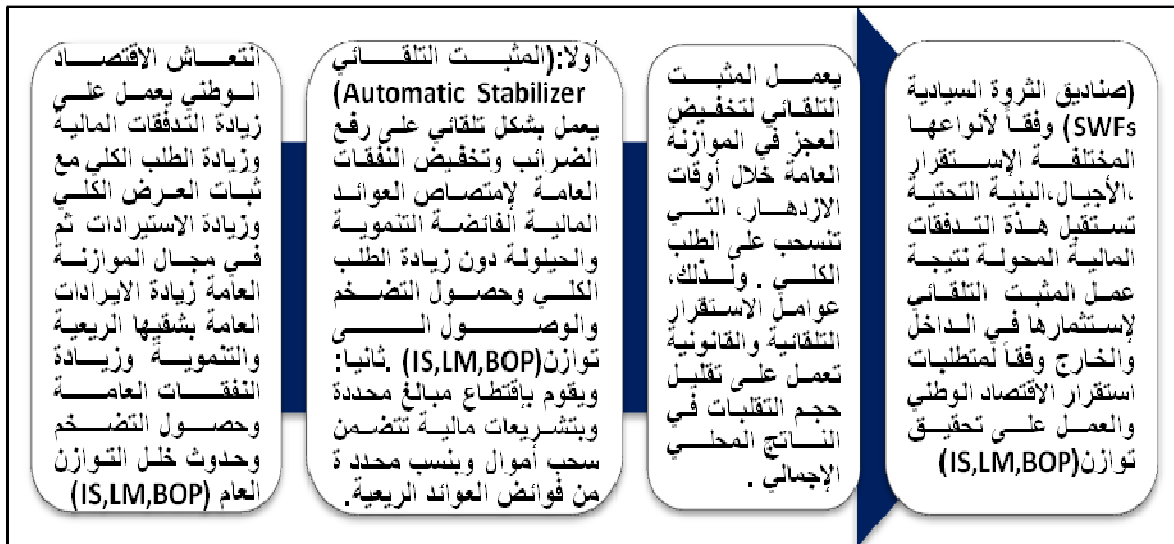 انتعاش الاقتصاد
الوطني يعمل على
زيادة التدفقات المالية
وزيادة الطلب الكلي مع
ثبات العرض الكلي
وزيادة الاستيرادات ثم
في مجال الموازنة
العامة زيادة الايرادات
العامة بشقيها الريعية
والتنموية وزيادة
النفقات العامة
وحصول التضخم
وحدوث خلل التوازن
العام (IS,LM,BOP)
أولا:(المثبت التلقائي
(Automatic Stabilizer
يعمل بشكل تلقائي على رفع
الضرائب وتخفيض النفقات
العامة لإمتصاص العوائد
المالية الفائضة التنموية
والحيلولة دون زيادة الطلب
الكلي وحصول التضخم
والوصول الى
توازن(IS,LM,BOP) .ثانيا:
ويقوم بإقتطاع مبالغ محددة
وبتشريعات مالية تتضمن
سحب أموال وبنسب محددة
من فوائض العوائد الريعية.
يعمل المثبت
التلقائي لتخفيض
العجز في الموازنة
العامة خلال أوقات
الازدهار، التي
تنسحب على الطلب
الكلي . ولذلك،
عوامل الاستقرار
التلقائية والقانونية
تعمل على تقليل
حجم التقلبات في
الناتج المحلي
الإجمالي .
(صناديق الثروة السيادية
SWFs) وفقاً لأنواعها
المختلفة الإستقرار
،الأجيال،البنية التحتية
تستقبل هذة التدفقات
المالية المحولة نتيجة
عمل المثبت التلقائي
لإستثمارها في الداخل
والخارج وفقاً لمتطلبات
استقرار الاقتصاد الوطني
والعمل على تحقيق
توازن(IS,LM,BOP)